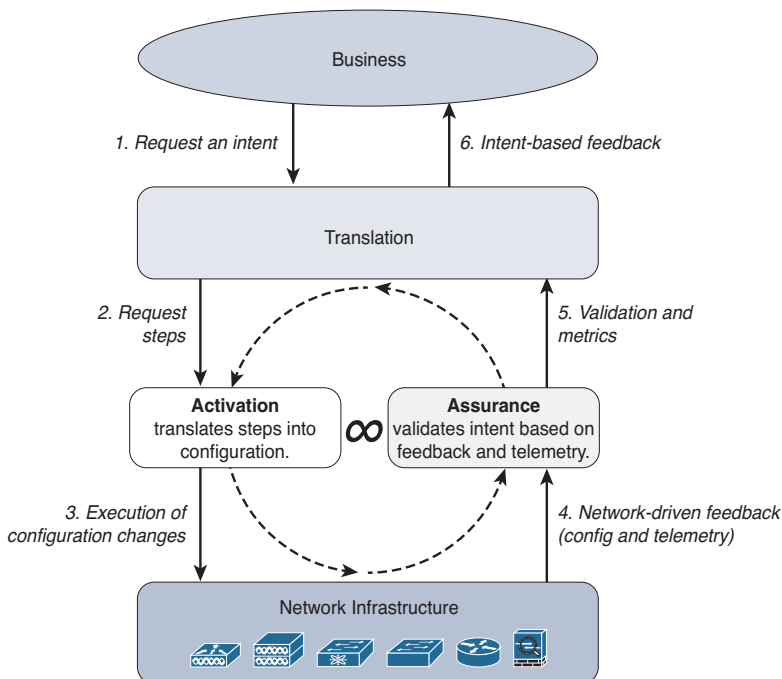 Business
1. Request an intent
6. Intent-based feedback
Translation
2. Request
steps
5. Validation and
metrics
Activation
translates steps into
configuration.
∞
Assurance
validates intent based on
feedback and telemetry.
3. Execution of
configuration changes
4. Network-driven feedback
(config and telemetry)
Network Infrastructure